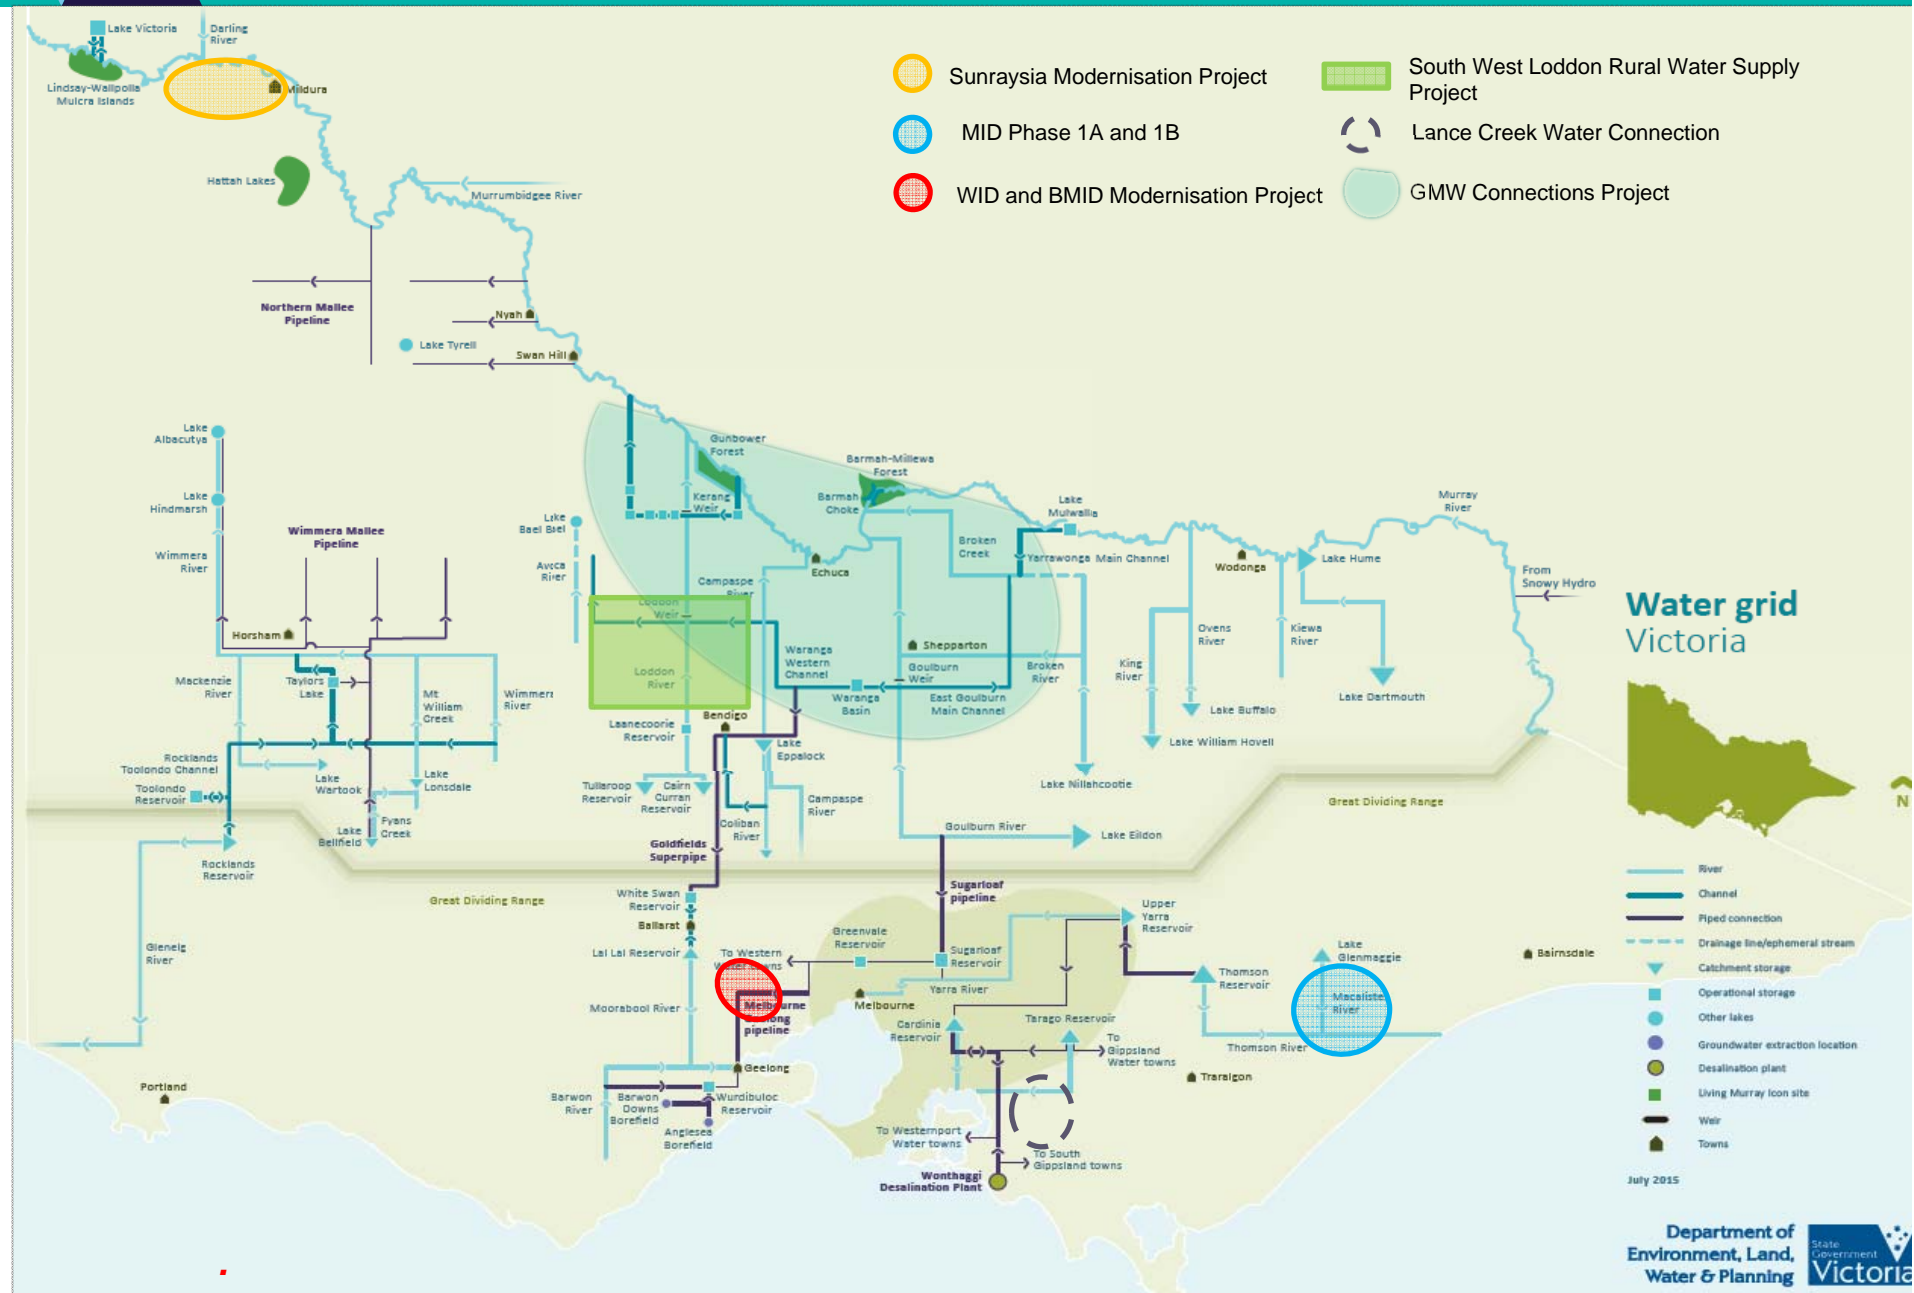 Lake Victoria
Darling
River
Lindsay-Wallpolla
Mulcra Islands
Mildura
Sunraysia Modernisation Project
MID Phase 1A and 1B
WID and BMID Modernisation Project
South West Loddon Rural Water Supply
Project
Lance Creek Water Connection
GMW Connections Project
Hattah Lakes
Murrumbidgee River
Northern Mallee
Pipeline
Nyah
Lake Tyrell
Swan Hill
Lake
Albacutya
Lake
Hindmarsh
Wimmera
River
Wimmera Mallee
Pipeline
Horsham
Lake
Bael Bael
Avoca
River
Gunbower
Forest
Kerang
Weir
Barmah-Millewa
Forest
Barmah
Choke
Echuca
Campaspe
River
Loddon
Weir
Loddon
River
Broken
Creek
Lake
Mulwalla
Yarrawonga Main Channel
Wodonga
Lake Hume
Murray
River
From
Snowy Hydro
Shepparton
Goulburn
Weir
Waranga
Western
Channel
Waranga
Basin
East Goulburn
Main Channel
Broken
River
King
River
Ovens
River
Kiewa
River
Lake Dartmouth
Lake Buffalo
Lake William Hovell
Lake Nillahcootie
Mackenzie
River
Taylors
Lake
Mt
William
Creek
Wimmera
River
Rocklands
Toolondo Channel
Toolondo
Reservoir
Lake
Wartook
Lake
Lonsdale
Lake
Bellfield
Fyans
Creek
Rocklands
Reservoir
Laanecoorie
Reservoir
Bendigo
Lake
Eppalock
Tullaroop
Reservoir
Cairn
Curran
Reservoir
Coliban
River
Campaspe
River
Goulburn River
Lake Eildon
Goldfields
Superpipe
Great Dividing Range
Great Dividing Range
Glenelg
River
White Swan
Reservoir
Ballarat
Lal Lal Reservoir
Moorabool River
To Western
Water towns
Melbourne
Geelong
pipeline
Greenvale
Reservoir
Sugarloaf
pipeline
Sugarloaf
Reservoir
Yarra River
Melbourne
Upper
Yarra
Reservoir
Thomson
Reservoir
Lake
Glenmaggie
Macalister
River
Bairnsdale
Thomson River
Traralgon
Cardinia
Reservoir
Tarago Reservoir
To
Gippsland
Water towns
Geelong
Barwon
River
Barwon
Downs
Borefield
Wurdibuloc
Reservoir
Anglesea
Borefield
Portland
To Westernport
Water towns
To South
Gippsland towns
Wonthaggi
Desalination Plant
Water grid
Victoria
N
River
Channel
Piped connection
Drainage line/ephemeral stream
Catchment storage
Operational storage
Other lakes
Groundwater extraction location
Desalination plant
Living Murray Icon site
Weir
Towns
July 2015
Department of
Environment, Land,
Water & Planning
State
Government
Victoria